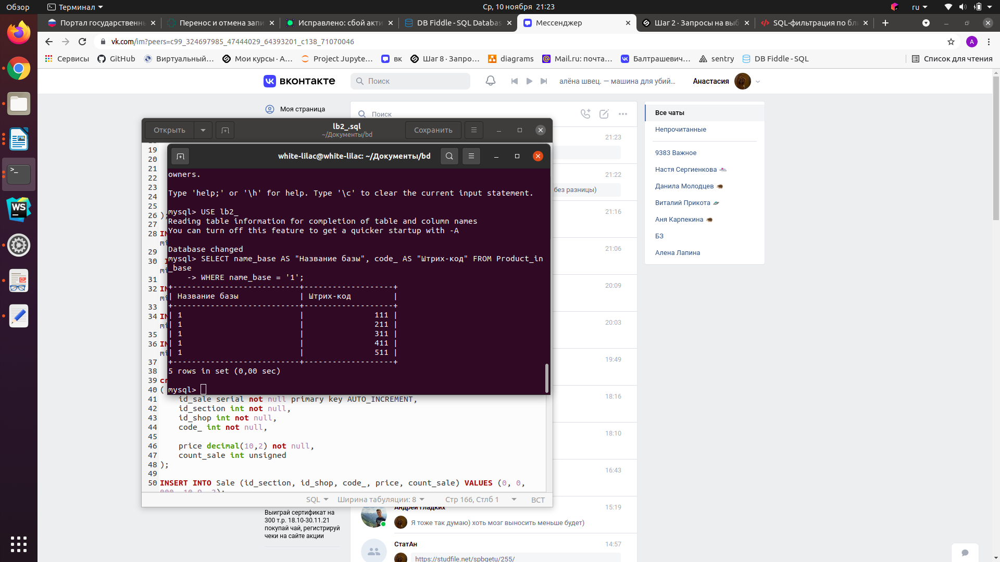 Обзор
Терминал
Ср, 10 ноября 21:23
ru
Портал государственн
Перенос и отмена запи
Исправлено: сбой акти
DB Fiddle - SQL Databas
Мессенджер
Шаг 2 · Запросы на выб
SQL-фильтрация по бл
vk.com/im?peers=c99_324697985_47444029_64393201_c138_71070046
A
Сервисы
GitHub
Виртуальный…
Мои курсы · А…
Project Jupyte…
вк
Шаг 8 · Запро…
diagrams
Mail.ru: почта…
Балтрашевич…
sentry
DB Fiddle - SQL
Список для чтения
ВКОНТАКТЕ
Поиск
алёна швец. — машина для убий…
Анастасия
Моя страница
Поиск
Все чаты
Непрочитанные
9383 Важное
Настя Сергиенкова
Данила Молодцев
Виталий Прикота
Аня Карпекина
БЗ
Алена Лапина
21:23
21:22
без разницы)
21:16
21:06
20:09
20:03
19:49
18:16
18:10
16:43
Открыть
lb2_.sql
~/Документы/bd
Сохранить
white-lilac@white-lilac: ~/Документы/bd
owners.
Type 'help;' or '\h' for help. Type '\c' to clear the current input statement.
mysql> USE lb2_
Reading table information for completion of table and column names
You can turn off this feature to get a quicker startup with -A
Database changed
mysql> SELECT name_base AS "Название базы", code_ AS "Штрих-код" FROM Product_in
_base
    -> WHERE name_base = '1';
+---------------------------+-------------------+
| Название базы             | Штрих-код         |
+---------------------------+-------------------+
| 1                         |               111 |
| 1                         |               211 |
| 1                         |               311 |
| 1                         |               411 |
| 1                         |               511 |
+---------------------------+-------------------+
5 rows in set (0,00 sec)
mysql>
19
20
21
22
23
24
25
26 );
27
28 IN
mi
29
30 I
mi
31
32 IN
mi
33
34 IN
mi
35
36 IN
mi
37
38
39 cr
40 (
41     id_sale serial not null primary key AUTO_INCREMENT,
42     id_section int not null,
43     id_shop int not null,
44     code_ int not null,
45
46     price decimal(10,2) not null,
47     count_sale int unsigned
48 );
49
50 INSERT INTO Sale (id_section, id_shop, code_, price, count_sale) VALUES (0, 0,
SQL
Ширина табуляции: 8
Стр 166, Стлб 1
ВСТ
Выиграй сертификат на
300 т.р. 18.10-30.11.21
покупай чай, регистрируй
чеки на сайте акции
Андрей Гладких
15:19
Я тоже так думаю) хоть мозг выносить меньше будет)
СтатАн
14:57
https://studfile.net/spbgetu/255/
WS